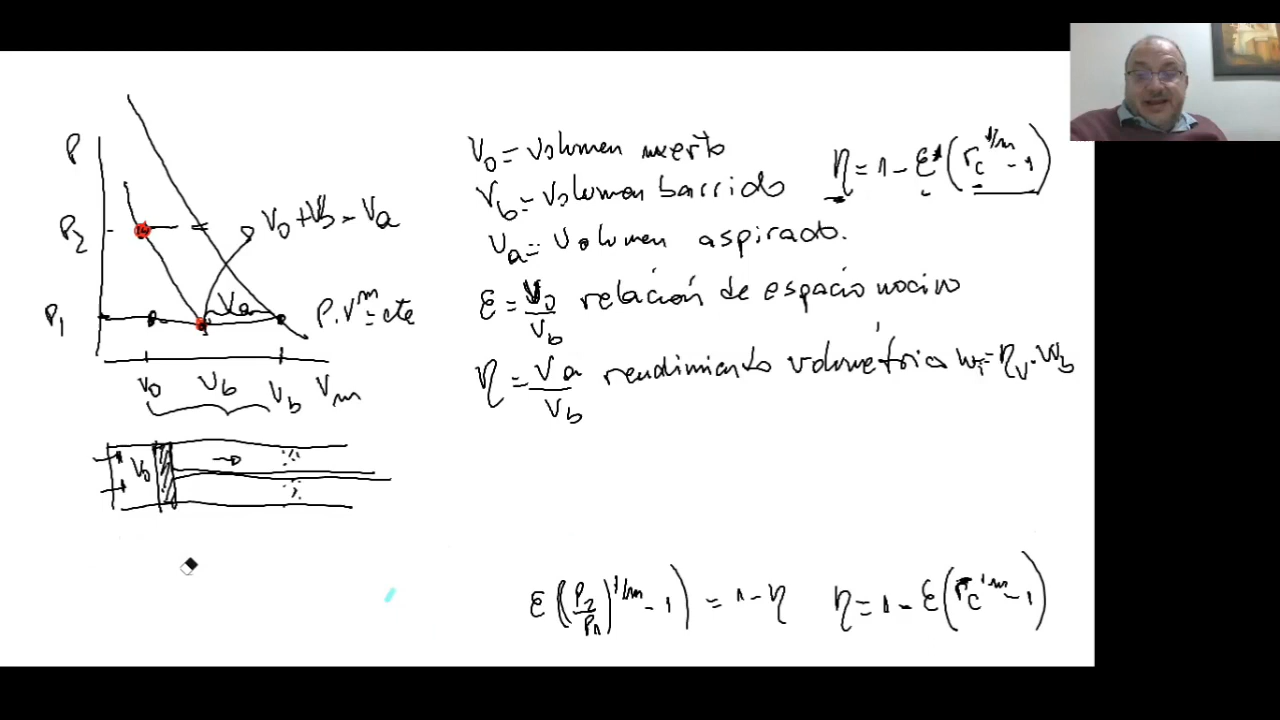 P
P2
V0 + Vb - Va
Va
P1
P.V^m = cte
V0 Vb Vb Vm
V0
V0 = Volumen muerto
Vb = Volumen barrido
Va = Volumen aspirado.
ε = V0/Vb relación de espacio nocivo
η = Va/Vb rendimiento volumétrico
η = 1 - ε (rc^1/m - 1)
ε ((P2/P1)^1/m - 1) = 1 - η
η = 1 - ε (rc^1/m - 1)